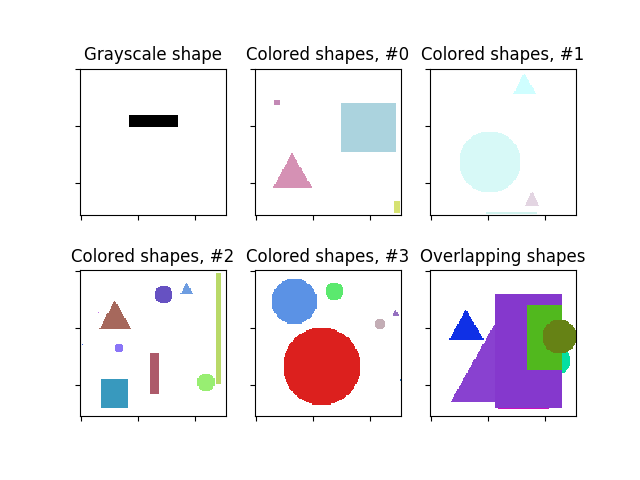 Grayscale shape
Colored shapes, #0
Colored shapes, #1
Colored shapes, #2
Colored shapes, #3
Overlapping shapes